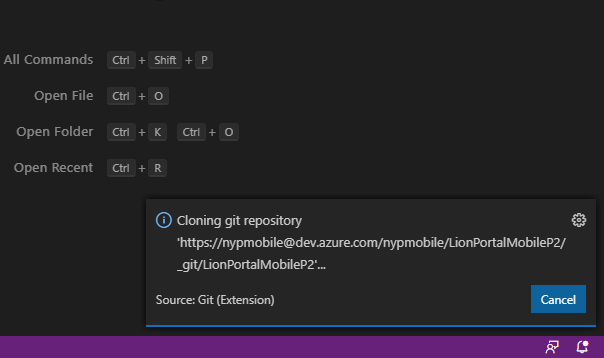 All Commands Ctrl + Shift + P
Open File Ctrl + O
Open Folder Ctrl + K Ctrl + O
Open Recent Ctrl + R
Cloning git repository
'https://nypmobile@dev.azure.com/nypmobile/LionPortalMobileP2/
_git/LionPortalMobileP2'...
Source: Git (Extension)
Cancel